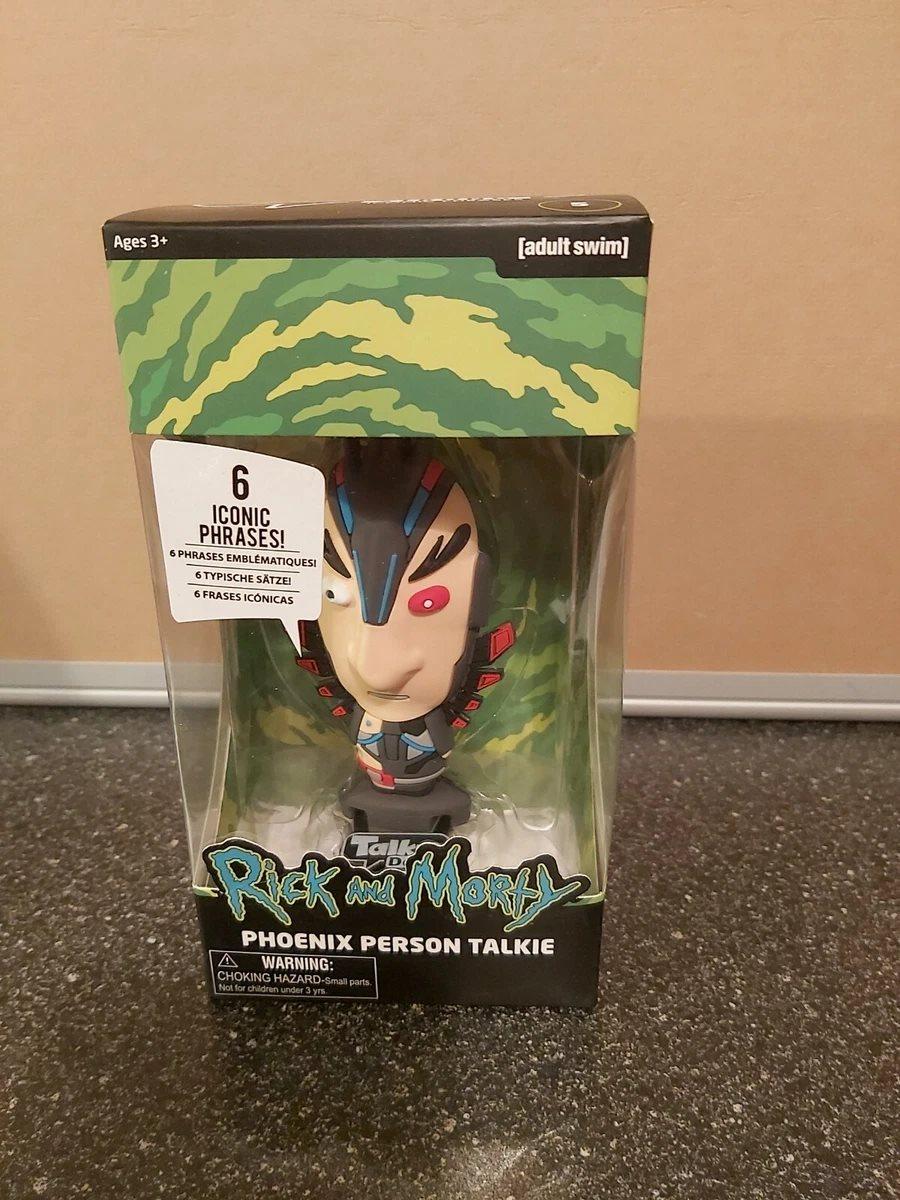 Ages 3+
[adult swim]
6
ICONIC
PHRASES!
6 PHRASES EMBLÉMATIQUES!
6 TYPISCHE SÄTZE!
6 FRASES ICÓNICAS
Talk
Rick and Morty
PHOENIX PERSON TALKIE
WARNING:
CHOKING HAZARD-Small parts.
Not for children under 3 yrs.